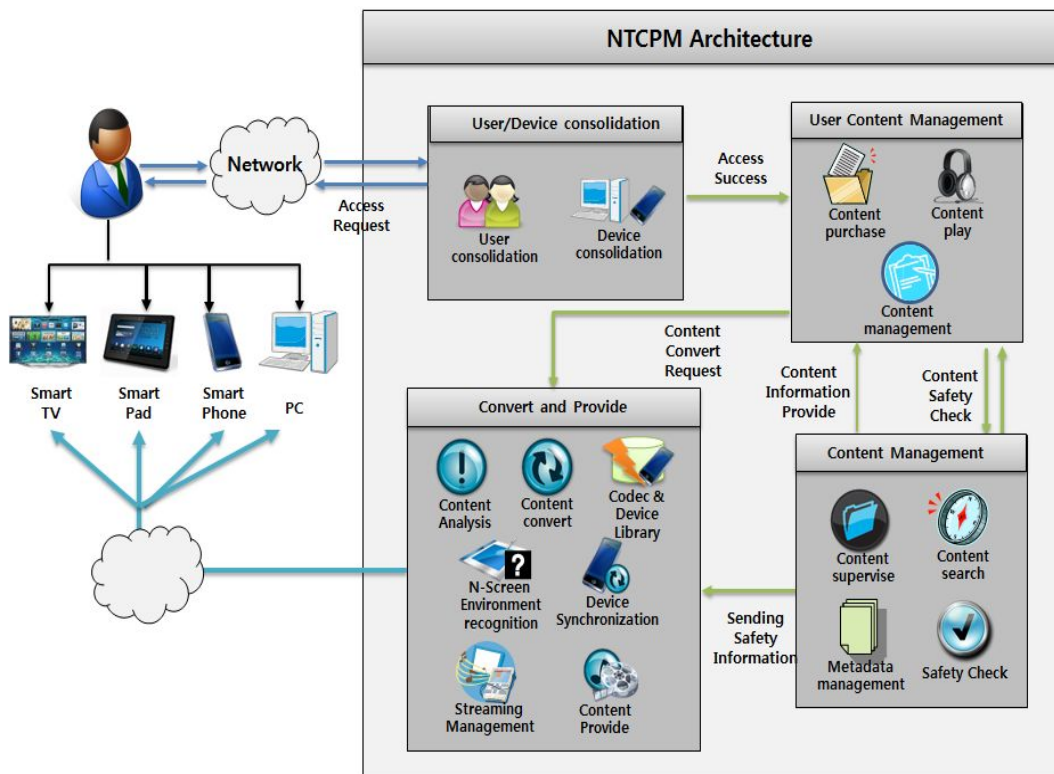 NTCPM Architecture
User/Device consolidation
User
consolidation
Device
consolidation
Network
Access
Request
Access
Success
User Content Management
Content
purchase
Content
play
Content
management
Smart
TV
Smart
Pad
Smart
Phone
PC
Content
Convert
Request
Content
Information
Provide
Content
Safety
Check
Convert and Provide
Content
Analysis
Content
convert
Codec &
Device
Library
N-Screen
Environment
recognition
Device
Synchronization
Streaming
Management
Content
Provide
Sending
Safety
Information
Content Management
Content
supervise
Content
search
Metadata
management
Safety Check